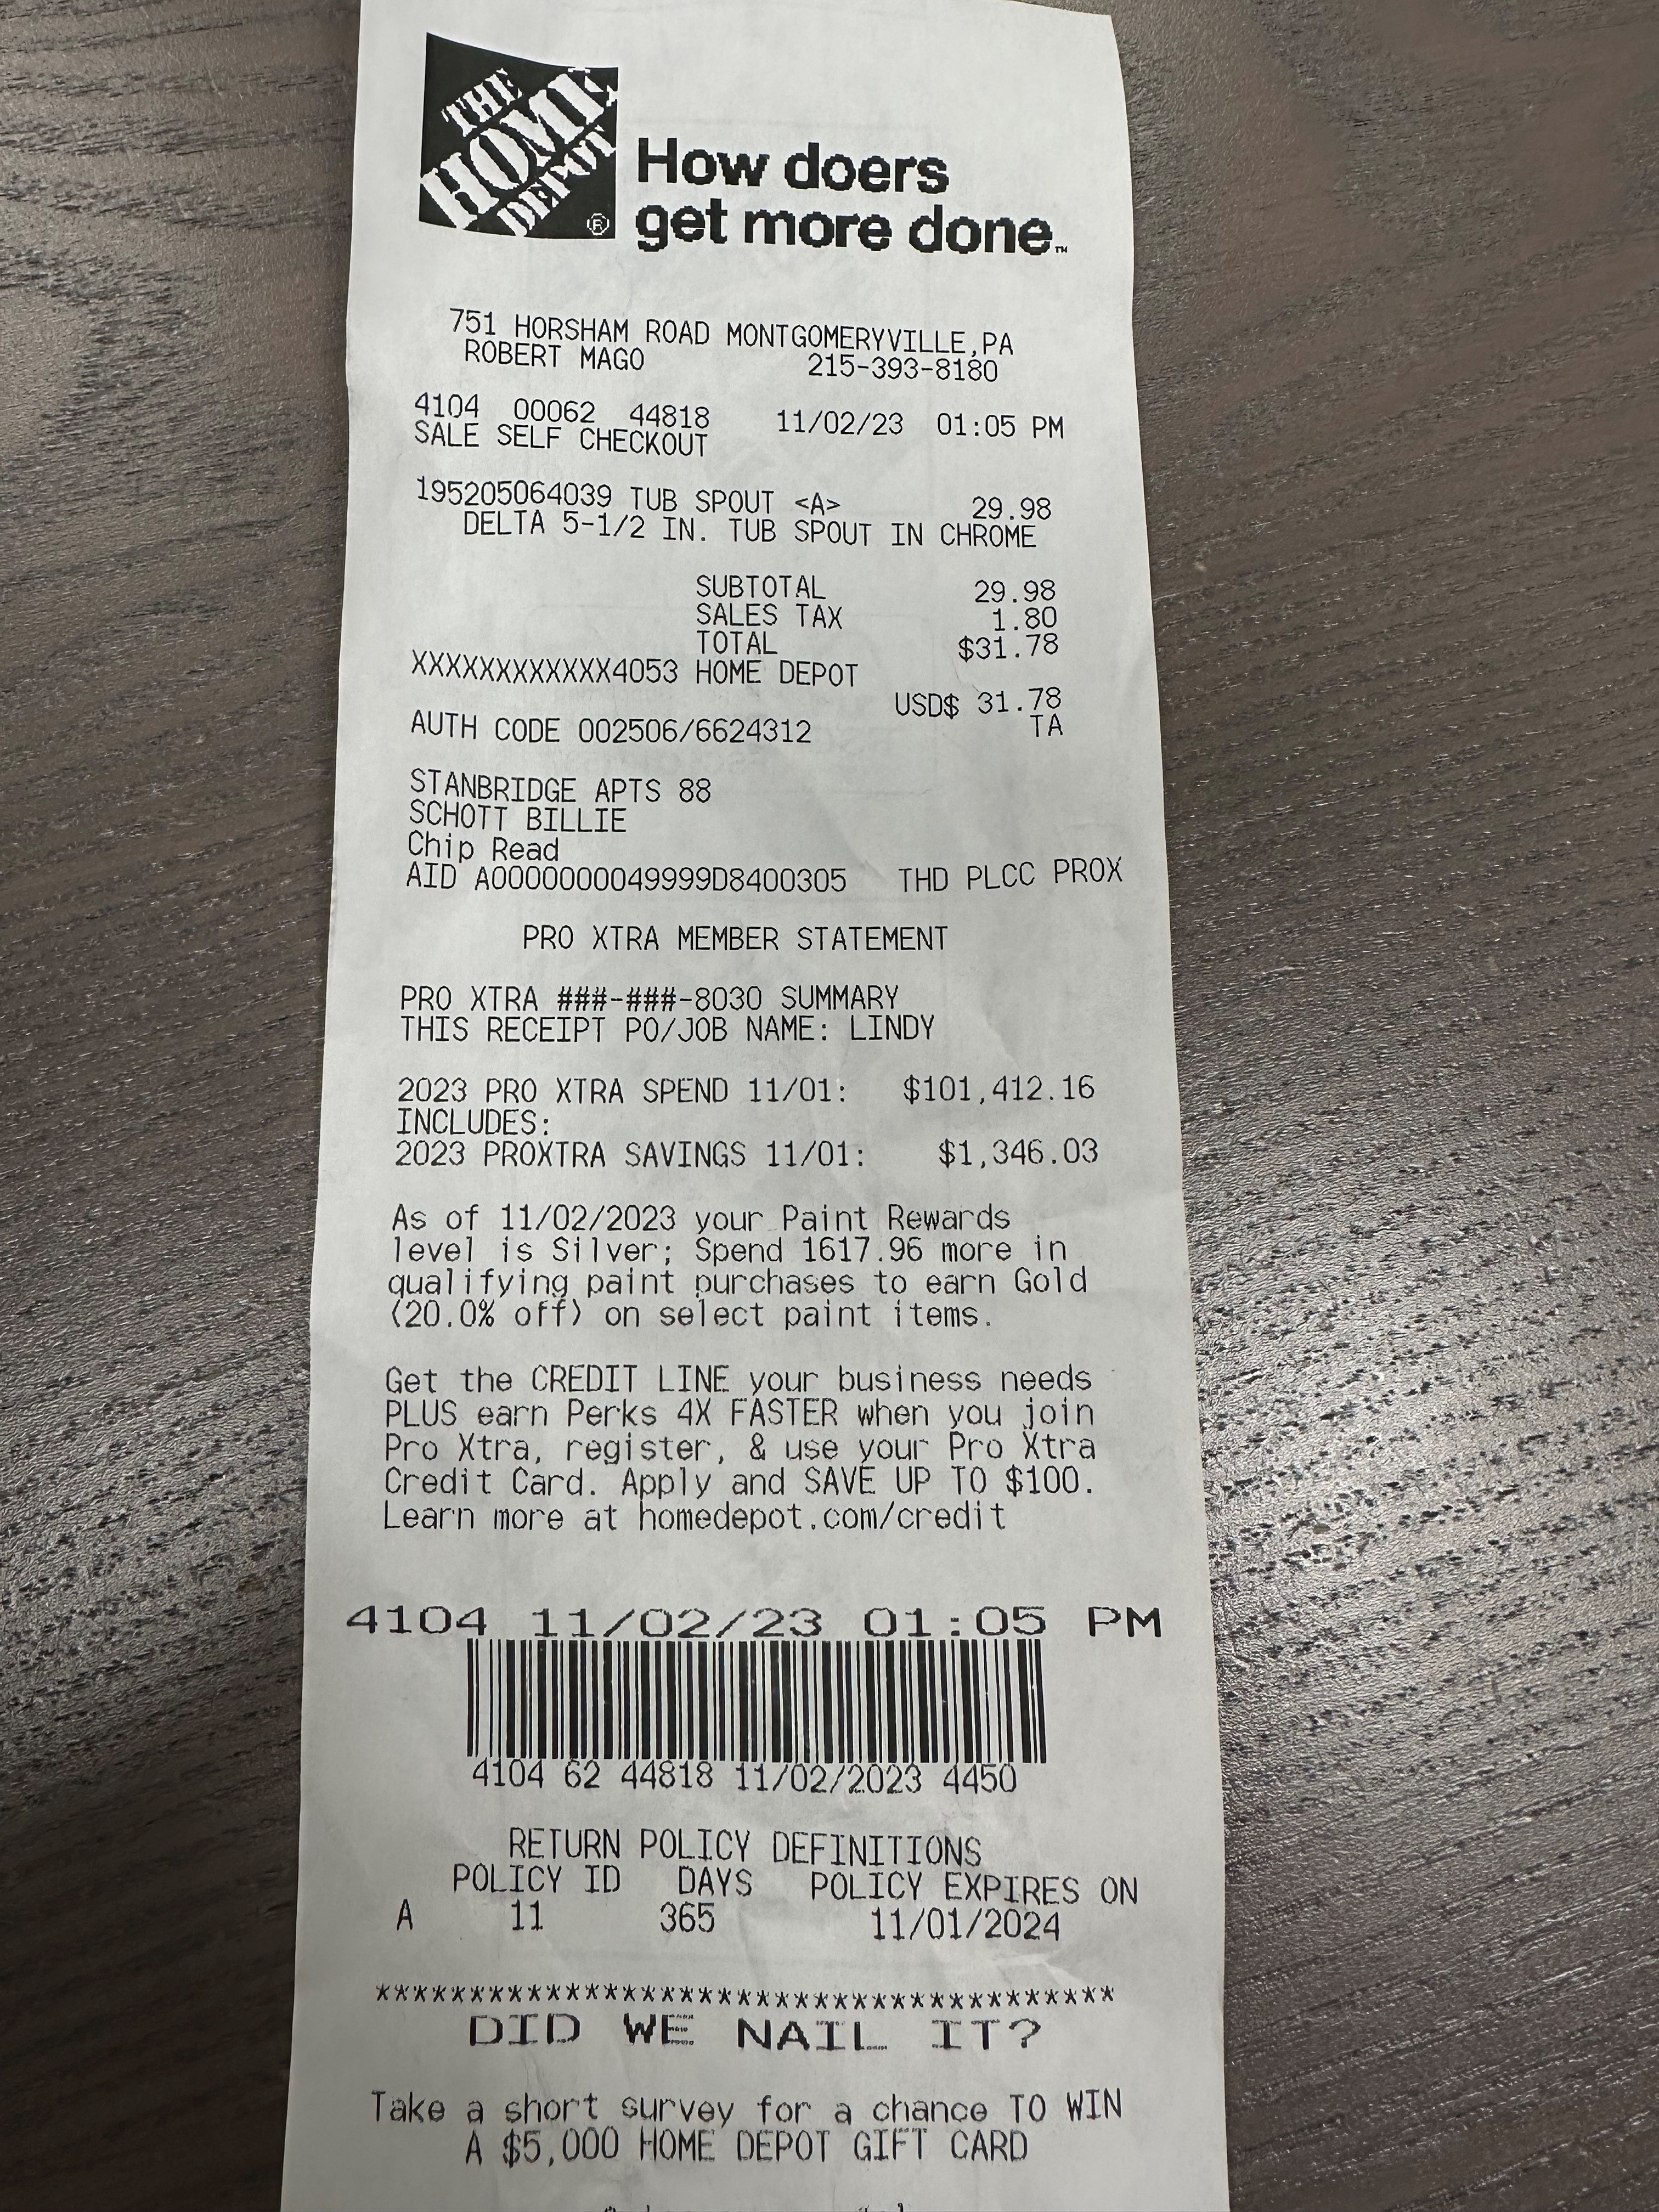 THE
HOME
DEPOT
®
How doers
get more done.™
751 HORSHAM ROAD MONTGOMERYVILLE,PA
ROBERT MAGO 215-393-8180
4104 00062 44818 11/02/23 01:05 PM
SALE SELF CHECKOUT
195205064039 TUB SPOUT <A> 29.98
DELTA 5-1/2 IN. TUB SPOUT IN CHROME
SUBTOTAL 29.98
SALES TAX 1.80
TOTAL $31.78
XXXXXXXXXXXX4053 HOME DEPOT
USD$ 31.78
AUTH CODE 002506/6624312 TA
STANBRIDGE APTS 88
SCHOTT BILLIE
Chip Read
AID A0000000049999D8400305 THD PLCC PROX
PRO XTRA MEMBER STATEMENT
PRO XTRA ###-###-8030 SUMMARY
THIS RECEIPT PO/JOB NAME: LINDY
2023 PRO XTRA SPEND 11/01: $101,412.16
INCLUDES:
2023 PROXTRA SAVINGS 11/01: $1,346.03
As of 11/02/2023 your Paint Rewards
level is Silver; Spend 1617.96 more in
qualifying paint purchases to earn Gold
(20.0% off) on select paint items.
Get the CREDIT LINE your business needs
PLUS earn Perks 4X FASTER when you join
Pro Xtra, register, & use your Pro Xtra
Credit Card. Apply and SAVE UP TO $100.
Learn more at homedepot.com/credit
4104 11/02/23 01:05 PM
4104 62 44818 11/02/2023 4450
RETURN POLICY DEFINITIONS
POLICY ID DAYS POLICY EXPIRES ON
A 11 365 11/01/2024
***************************************
DID WE NAIL IT?
Take a short survey for a chance TO WIN
A $5,000 HOME DEPOT GIFT CARD